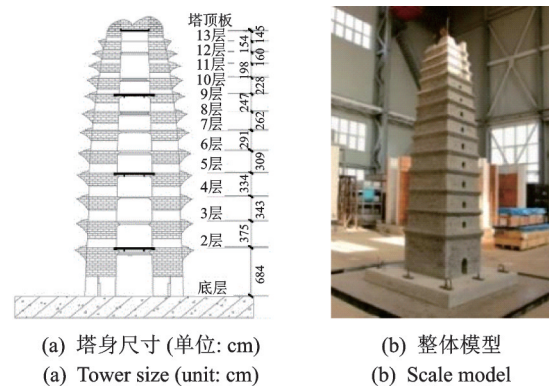 塔顶板
13层
12层
11层
10层
9层
8层
7层
6层
5层
4层
3层
2层
底层
145
154
160
198
228
247
262
291
309
334
343
375
684
(a) 塔身尺寸 (单位: cm)
(a) Tower size (unit: cm)
(b) 整体模型
(b) Scale model